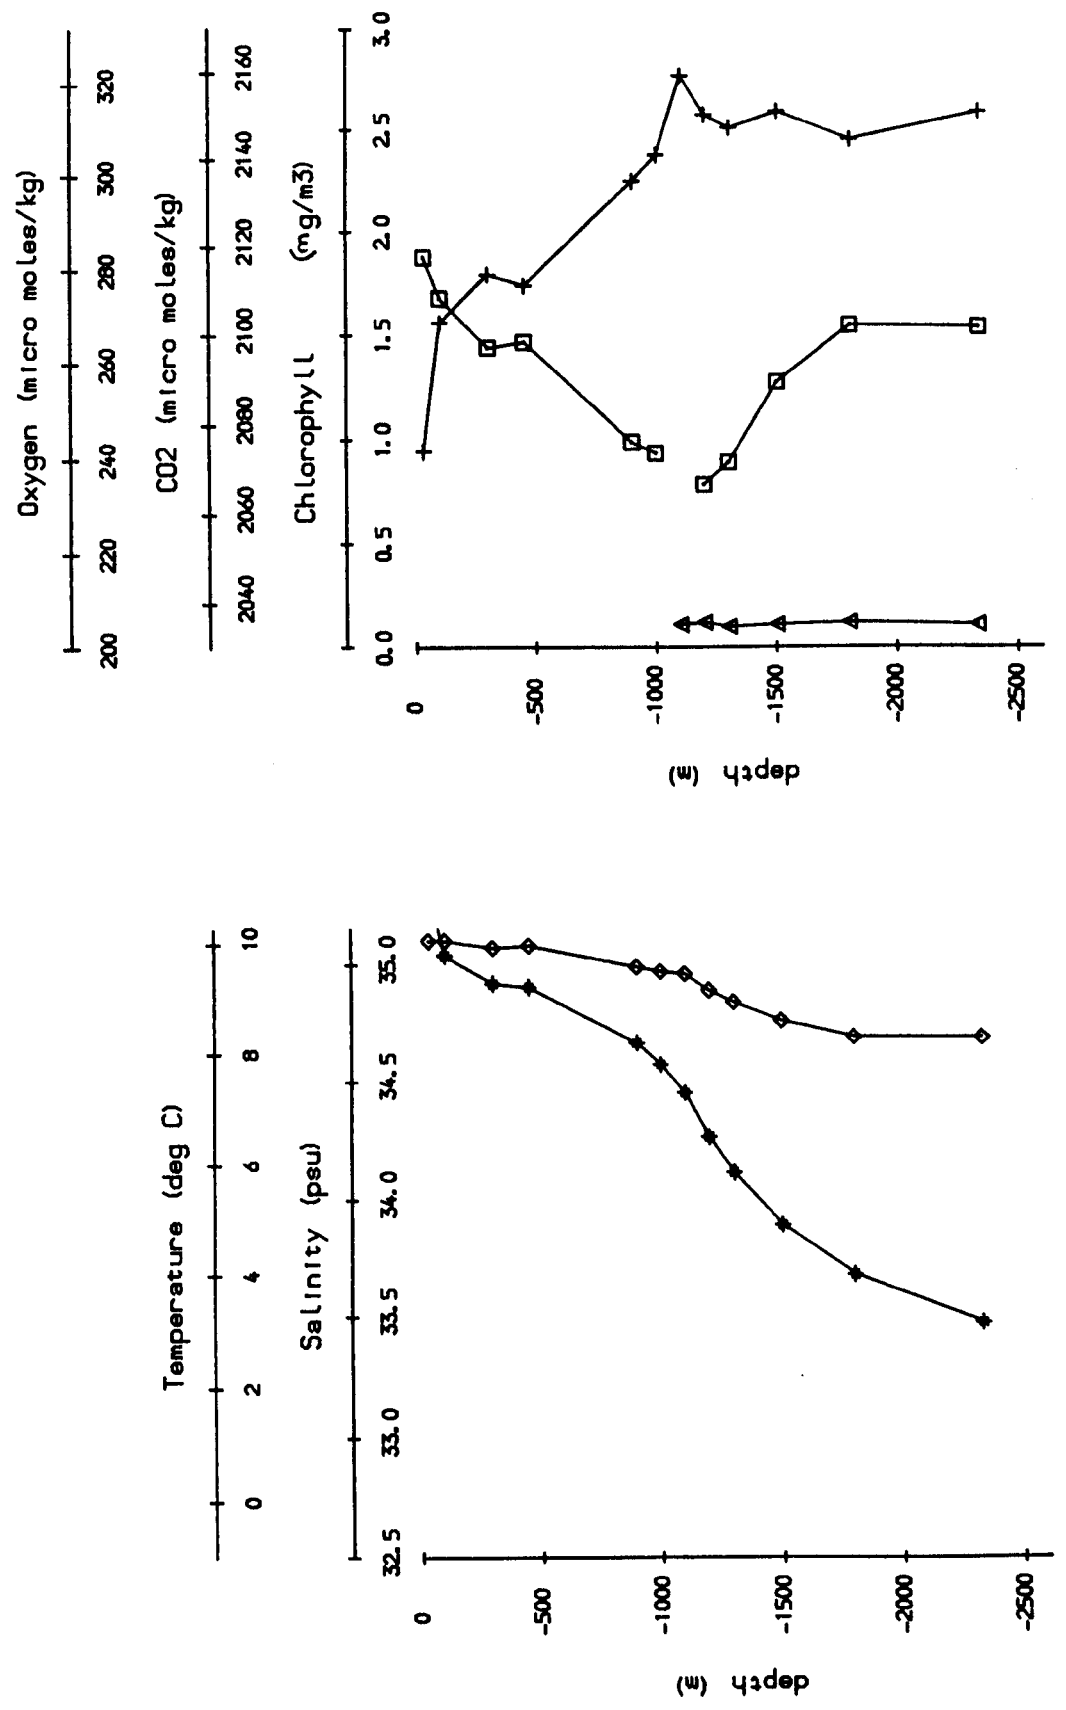 Temperature (deg C)
0 2 4 6 8 10
Salinity (psu)
32.5 33.0 33.5 34.0 34.5 35.0
0
-500
-1000
-1500
-2000
-2500
depth (m)
Oxygen (micro moles/kg)
200 220 240 260 280 300 320
CO2 (micro moles/kg)
2040 2060 2080 2100 2120 2140 2160
Chlorophyll (mg/m3)
0.0 0.5 1.0 1.5 2.0 2.5 3.0
0
-500
-1000
-1500
-2000
-2500
depth (m)